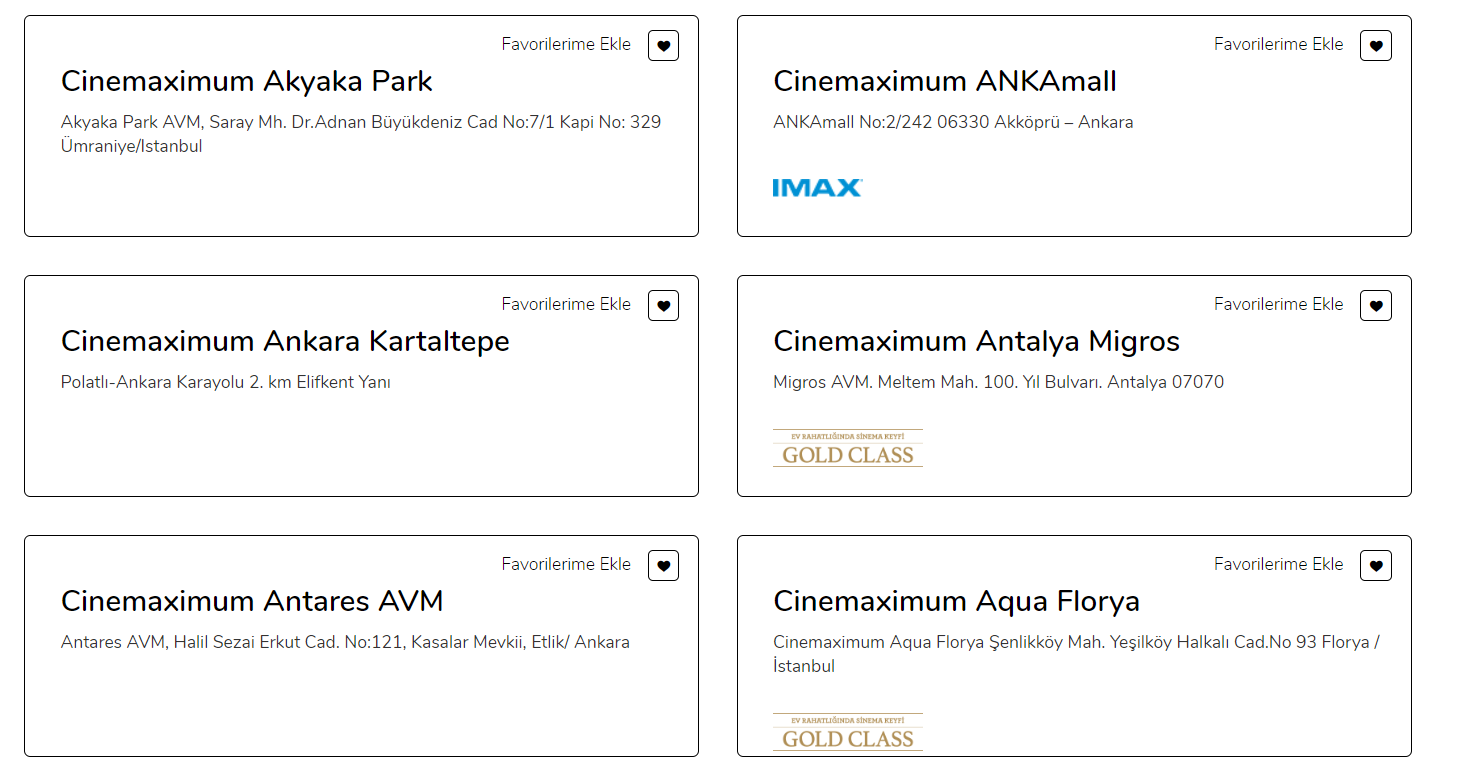 Favorilerime Ekle
Cinemaximum Akyaka Park
Akyaka Park AVM, Saray Mh. Dr.Adnan Büyükdeniz Cad No:7/1 Kapi No: 329
Ümraniye/Istanbul
Favorilerime Ekle
Cinemaximum ANKAmall
ANKAmall No:2/242 06330 Akköprü – Ankara
IMAX
Favorilerime Ekle
Cinemaximum Ankara Kartaltepe
Polatlı-Ankara Karayolu 2. km Elifkent Yanı
Favorilerime Ekle
Cinemaximum Antalya Migros
Migros AVM. Meltem Mah. 100. Yıl Bulvarı. Antalya 07070
EV RAHATLIĞINDA SİNEMA KEYFİ
GOLD CLASS
Favorilerime Ekle
Cinemaximum Antares AVM
Antares AVM, Halil Sezai Erkut Cad. No:121, Kasalar Mevkii, Etlik/ Ankara
Favorilerime Ekle
Cinemaximum Aqua Florya
Cinemaximum Aqua Florya Şenlikköy Mah. Yeşilköy Halkalı Cad.No 93 Florya /
İstanbul
EV RAHATLIĞINDA SİNEMA KEYFİ
GOLD CLASS